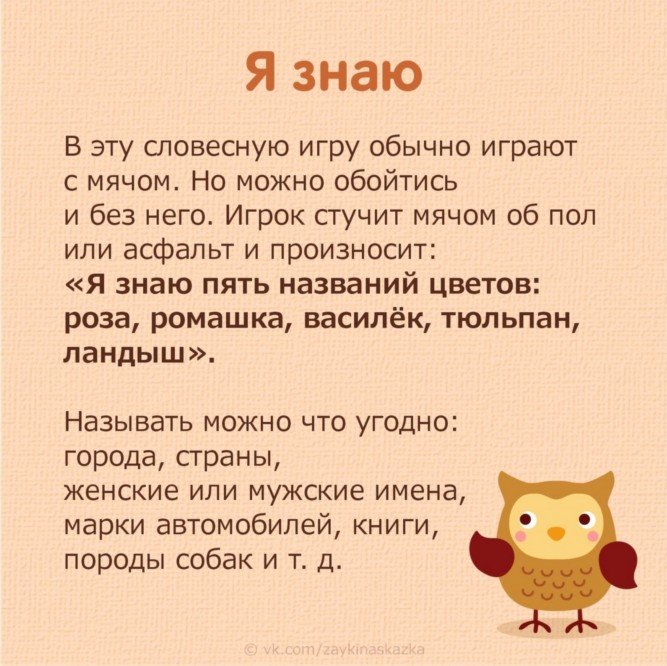 Я знаю
В эту словесную игру обычно играют
с мячом. Но можно обойтись
и без него. Игрок стучит мячом об пол
или асфальт и произносит:
«Я знаю пять названий цветов:
роза, ромашка, василёк, тюльпан,
ландыш».
Называть можно что угодно:
города, страны,
женские или мужские имена,
марки автомобилей, книги,
породы собак и т. д.
© vk.com/zaykinaskazka